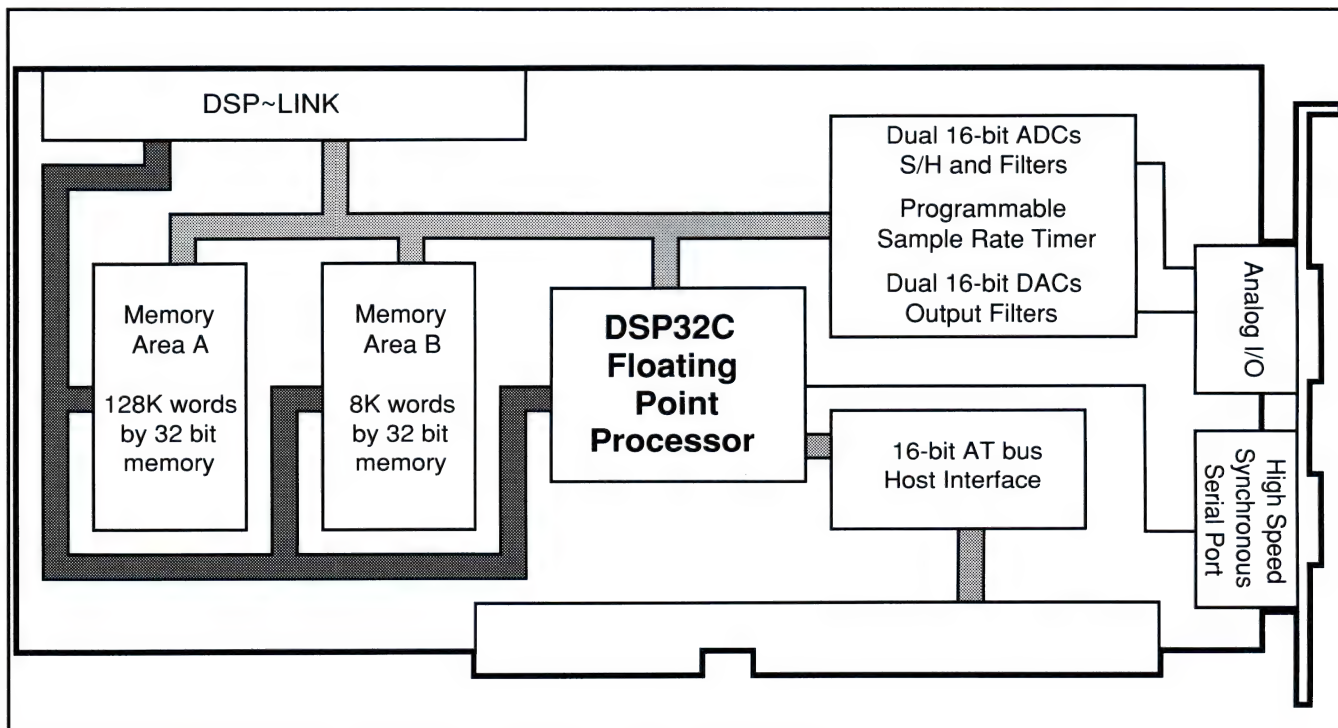 DSP~LINK
Dual 16-bit ADCs
S/H and Filters
Programmable
Sample Rate Timer
Dual 16-bit DACs
Output Filters
Memory
Area A
128K words
by 32 bit
memory
Memory
Area B
8K words
by 32 bit
memory
DSP32C
Floating
Point
Processor
16-bit AT bus
Host Interface
Analog I/O
High Speed
Synchronous
Serial Port